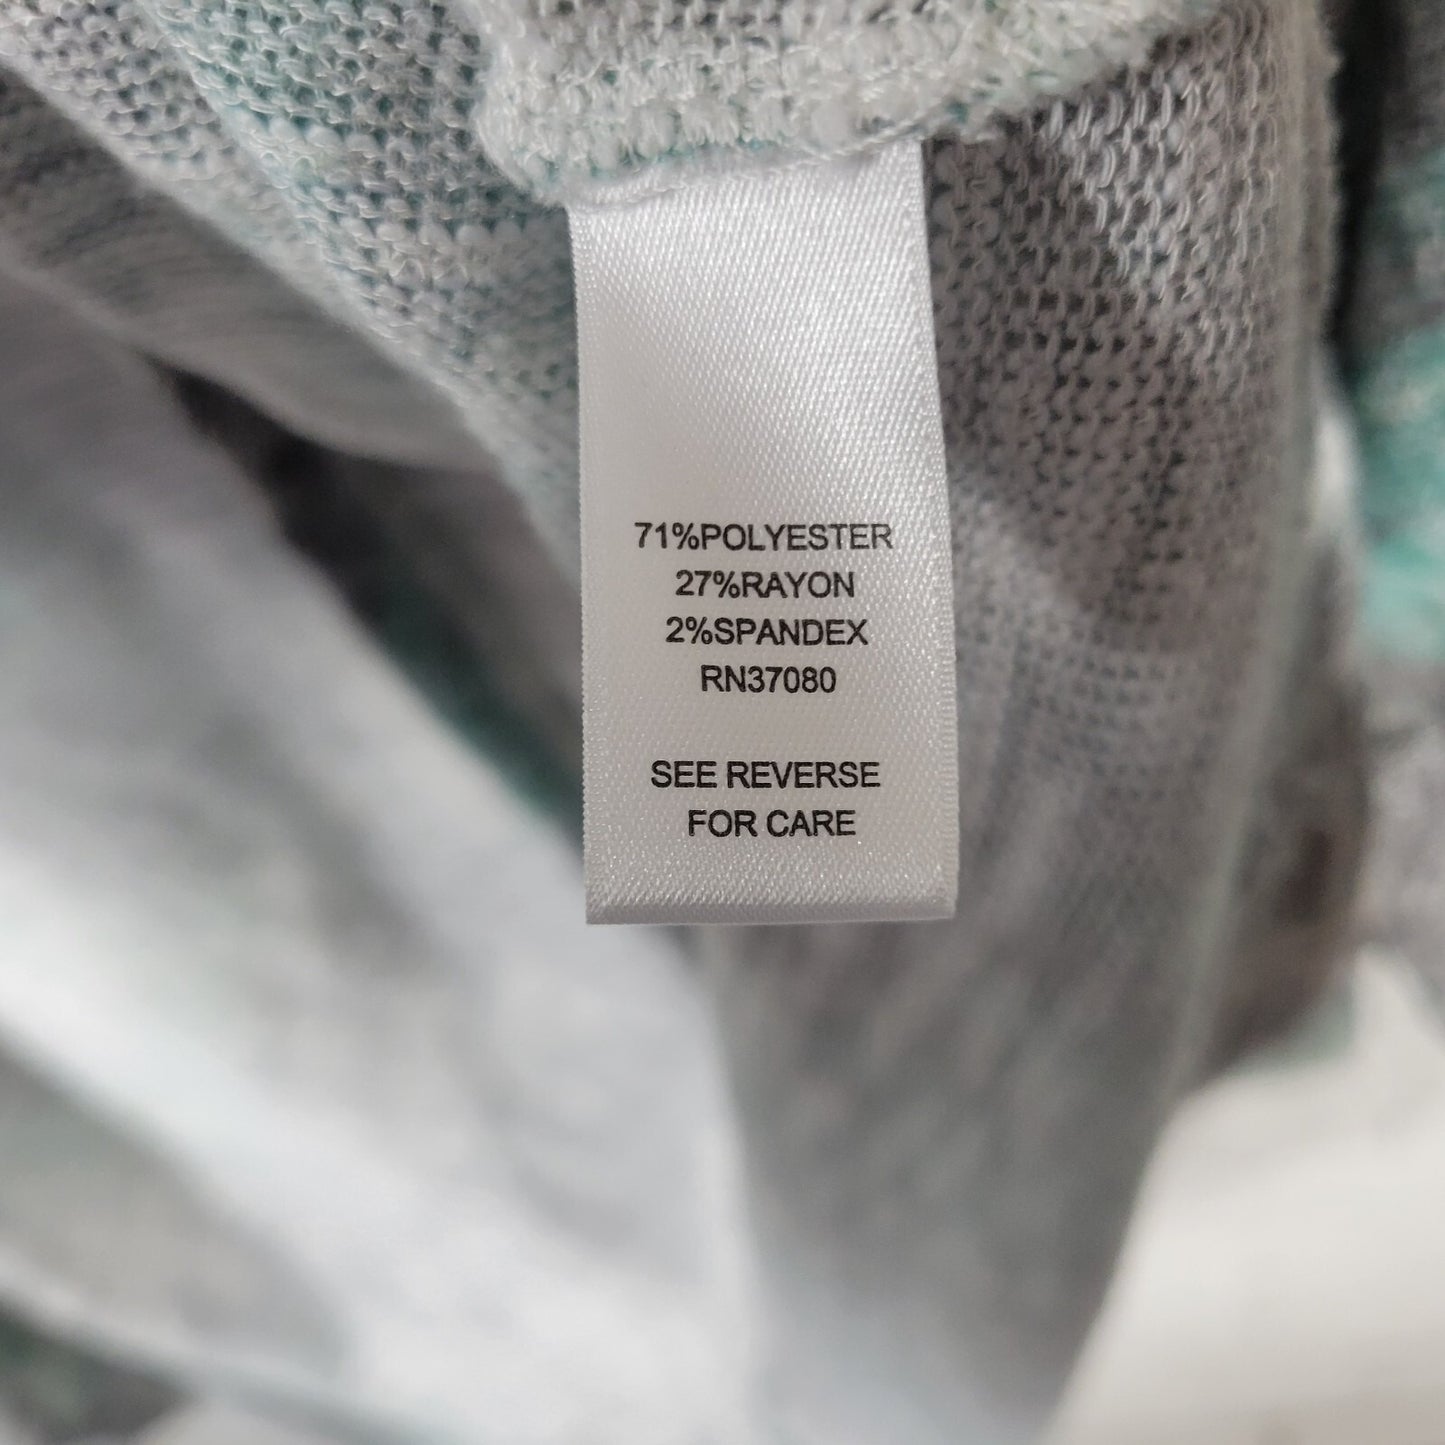 71%POLYESTER
27%RAYON
2%SPANDEX
RN37080
SEE REVERSE
FOR CARE